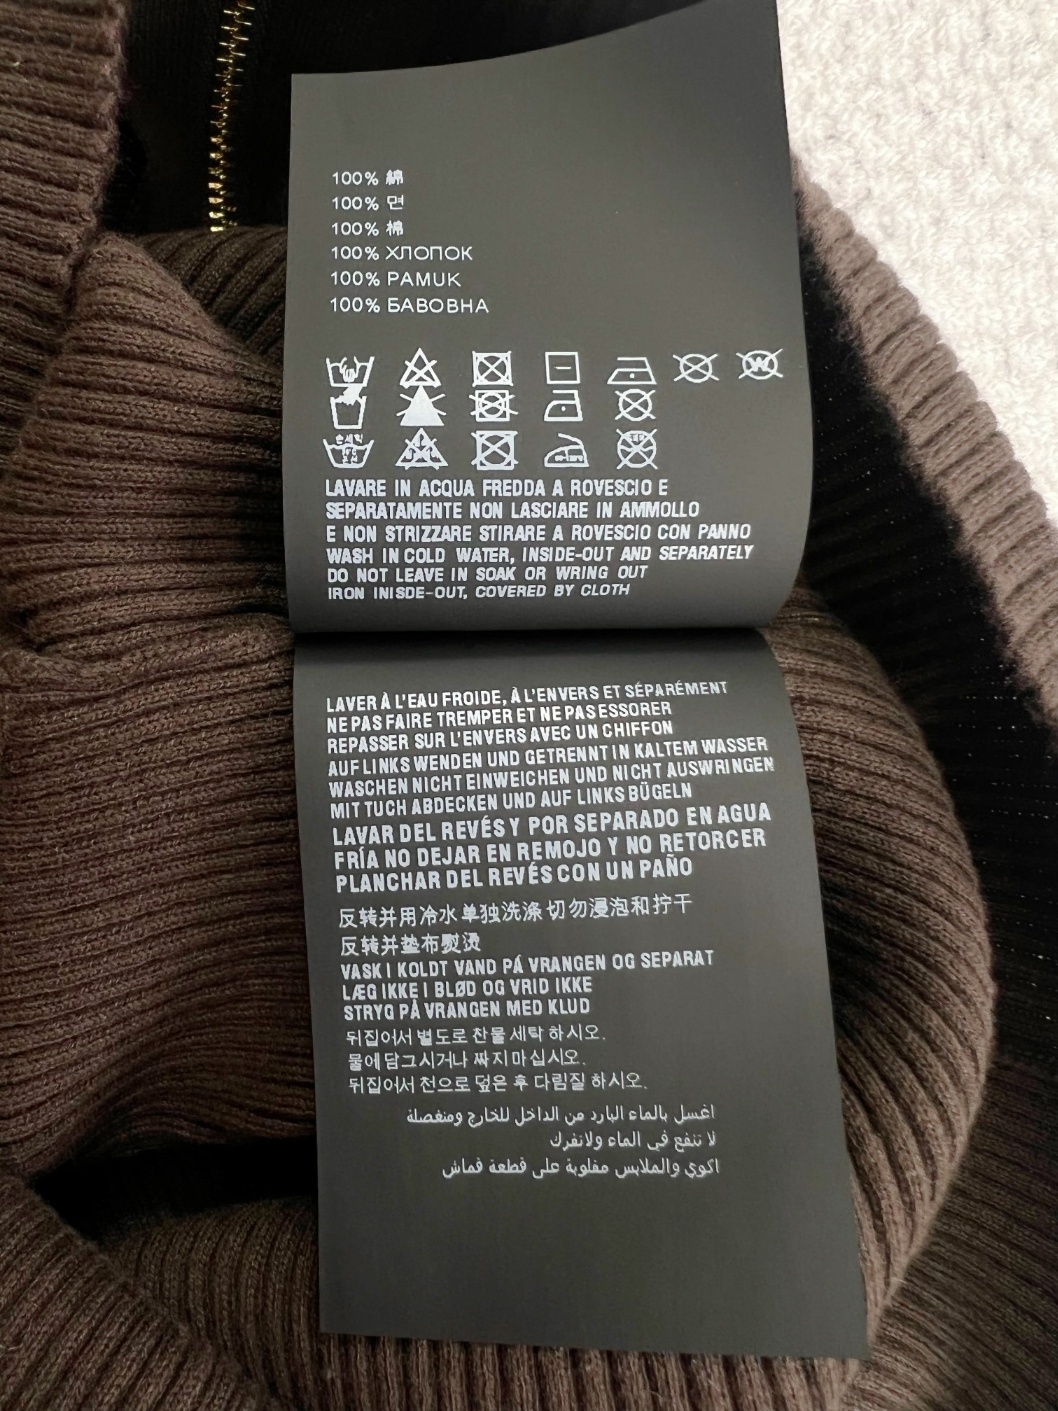 100% 綿
100% 면
100% 棉
100% ХЛОПОК
100% PAMUK
100% БАВОВНА
W
손세탁
LAVARE IN ACQUA FREDDA A ROVESCIO E
SEPARATAMENTE NON LASCIARE IN AMMOLLO
E NON STRIZZARE STIRARE A ROVESCIO CON PANNO
WASH IN COLD WATER, INSIDE-OUT AND SEPARATELY
DO NOT LEAVE IN SOAK OR WRING OUT
IRON INISDE-OUT, COVERED BY CLOTH
LAVER À L'EAU FROIDE, À L'ENVERS ET SÉPARÉMENT
NE PAS FAIRE TREMPER ET NE PAS ESSORER
REPASSER SUR L'ENVERS AVEC UN CHIFFON
AUF LINKS WENDEN UND GETRENNT IN KALTEM WASSER
WASCHEN NICHT EINWEICHEN UND NICHT AUSWRINGEN
MIT TUCH ABDECKEN UND AUF LINKS BÜGELN
LAVAR DEL REVÉS Y POR SEPARADO EN AGUA
FRÍA NO DEJAR EN REMOJO Y NO RETORCER
PLANCHAR DEL REVÉS CON UN PAÑO
反转并用冷水单独洗涤 切勿浸泡和拧干
反转并垫布熨烫
VASK I KOLDT VAND PÅ VRANGEN OG SEPARAT
LÆG IKKE I BLØD OG VRID IKKE
STRYG PÅ VRANGEN MED KLUD
뒤집어서 별도로 찬물 세탁 하시오.
물에 담그시거나 짜지 마십시오.
뒤집어서 천으로 덮은 후 다림질 하시오.
اغسل بالماء البارد من الداخل للخارج ومنفصلة
لا تنقع في الماء ولاتفرك
اكوي والملابس مقلوبة على قطعة قماش